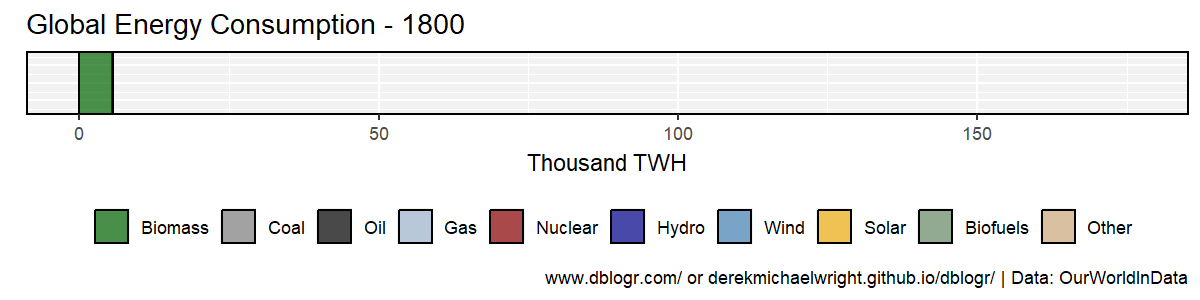 Global Energy Consumption - 1800
0 50 100 150
Thousand TWH
Biomass Coal Oil Gas Nuclear Hydro Wind Solar Biofuels Other
www.dblogr.com/ or derekmichaelwright.github.io/dblogr/ | Data: OurWorldInData